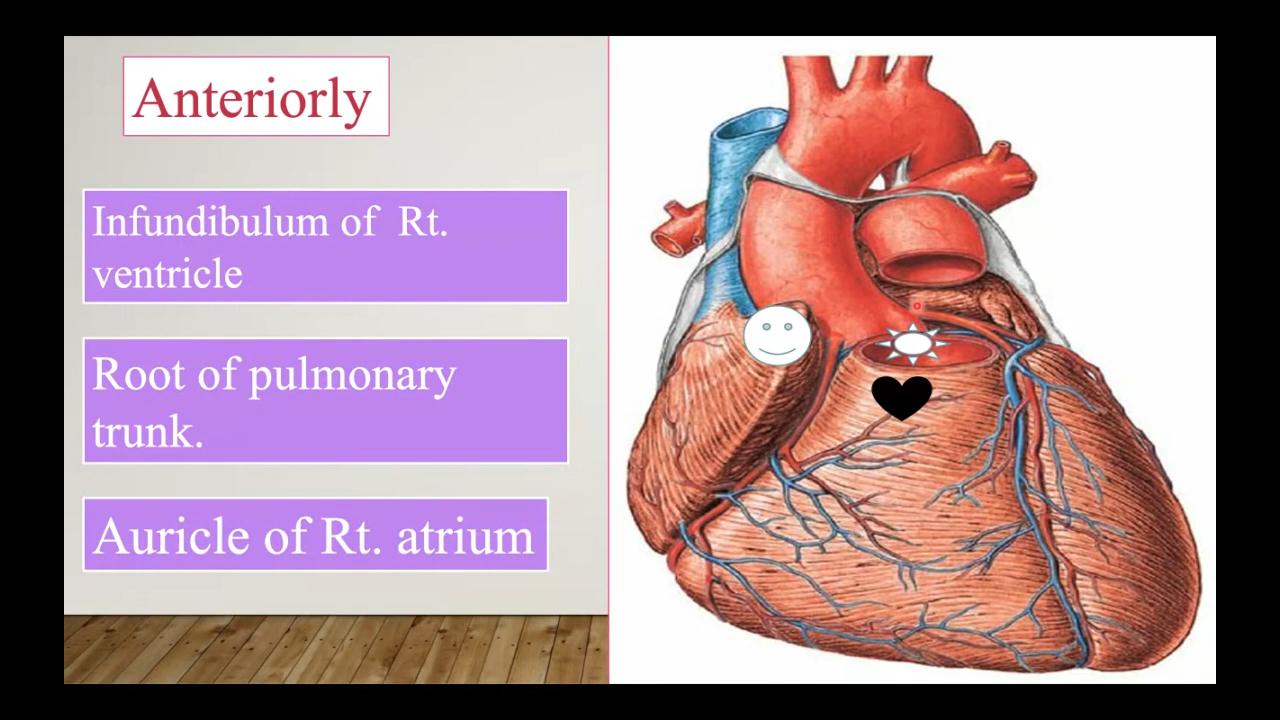 Anteriorly
Infundibulum of Rt.
ventricle
Root of pulmonary
trunk.
Auricle of Rt. atrium